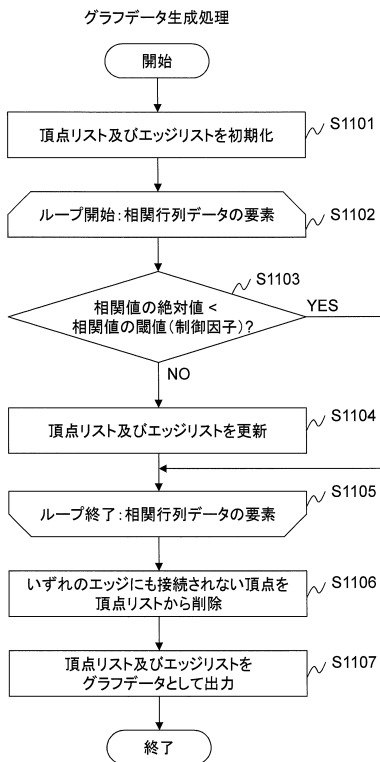 グラフデータ生成処理
開始
頂点リスト及びエッジリストを初期化
S1101
ループ開始:相関行列データの要素
S1102
S1103
相関値の絶対値 <
相関値の閾値(制御因子)?
YES
NO
頂点リスト及びエッジリストを更新
S1104
ループ終了:相関行列データの要素
S1105
いずれのエッジにも接続されない頂点を
頂点リストから削除
S1106
頂点リスト及びエッジリストを
グラフデータとして出力
S1107
終了